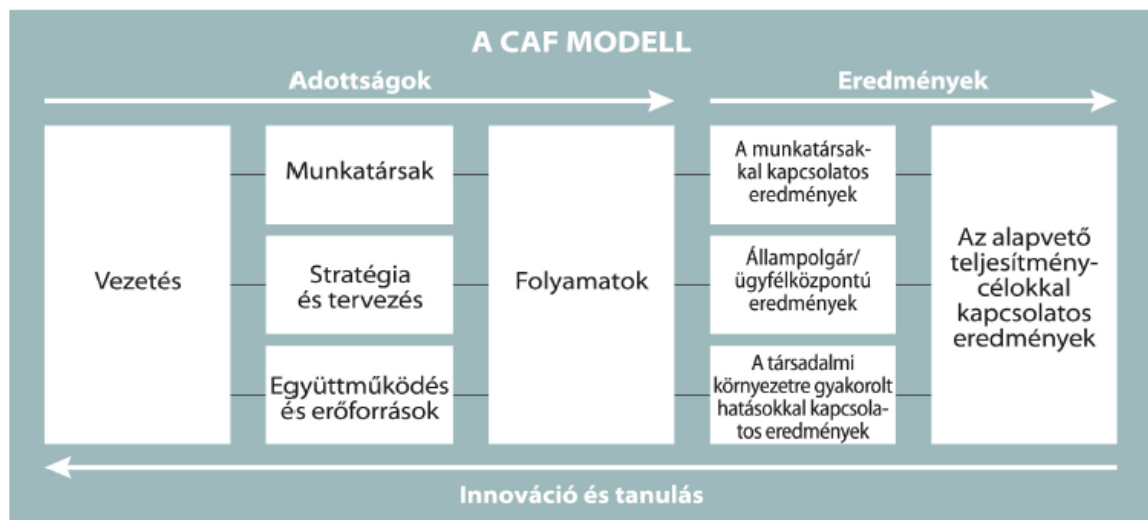 A CAF MODELL
Adottságok
Eredmények
Vezetés
Munkatársak
Stratégia
és tervezés
Együttműködés
és erőforrások
Folyamatok
A munkatársak-
kal kapcsolatos
eredmények
Állampolgár/
ügyfélközpontú
eredmények
A társadalmi
környezetre gyakorolt
hatásokkal kapcsola-
tos eredmények
Az alapvető
teljesítmény-
célokkal
kapcsolatos
eredmények
Innováció és tanulás